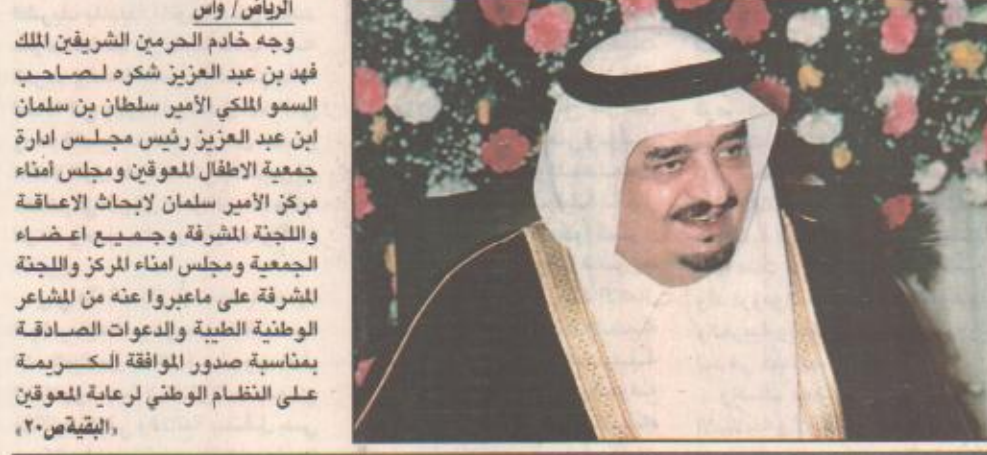 الرياض/ واس
وجه خادم الحرمين الشريفين الملك
فهد بن عبد العزيز شكره لصاحب
السمو الملكي الأمير سلطان بن سلمان
ابن عبد العزيز رئيس مجلس ادارة
جمعية الاطفال المعوقين ومجلس أمناء
مركز الأمير سلمان لابحاث الاعاقة
واللجنة المشرفة وجميع اعضاء
الجمعية ومجلس امناء المركز واللجنة
المشرفة على ماعبروا عنه من المشاعر
الوطنية الطيبة والدعوات الصادقة
بمناسبة صدور الموافقة الكريمة
على النظام الوطني لرعاية المعوقين
«البقية ص٢٠»